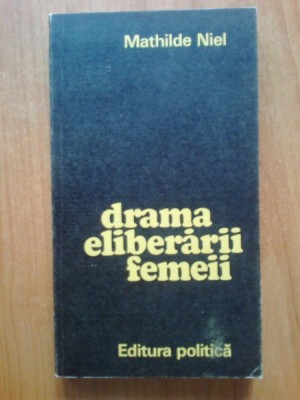 Mathilde Niel
drama
eliberării
femeii
Editura politică